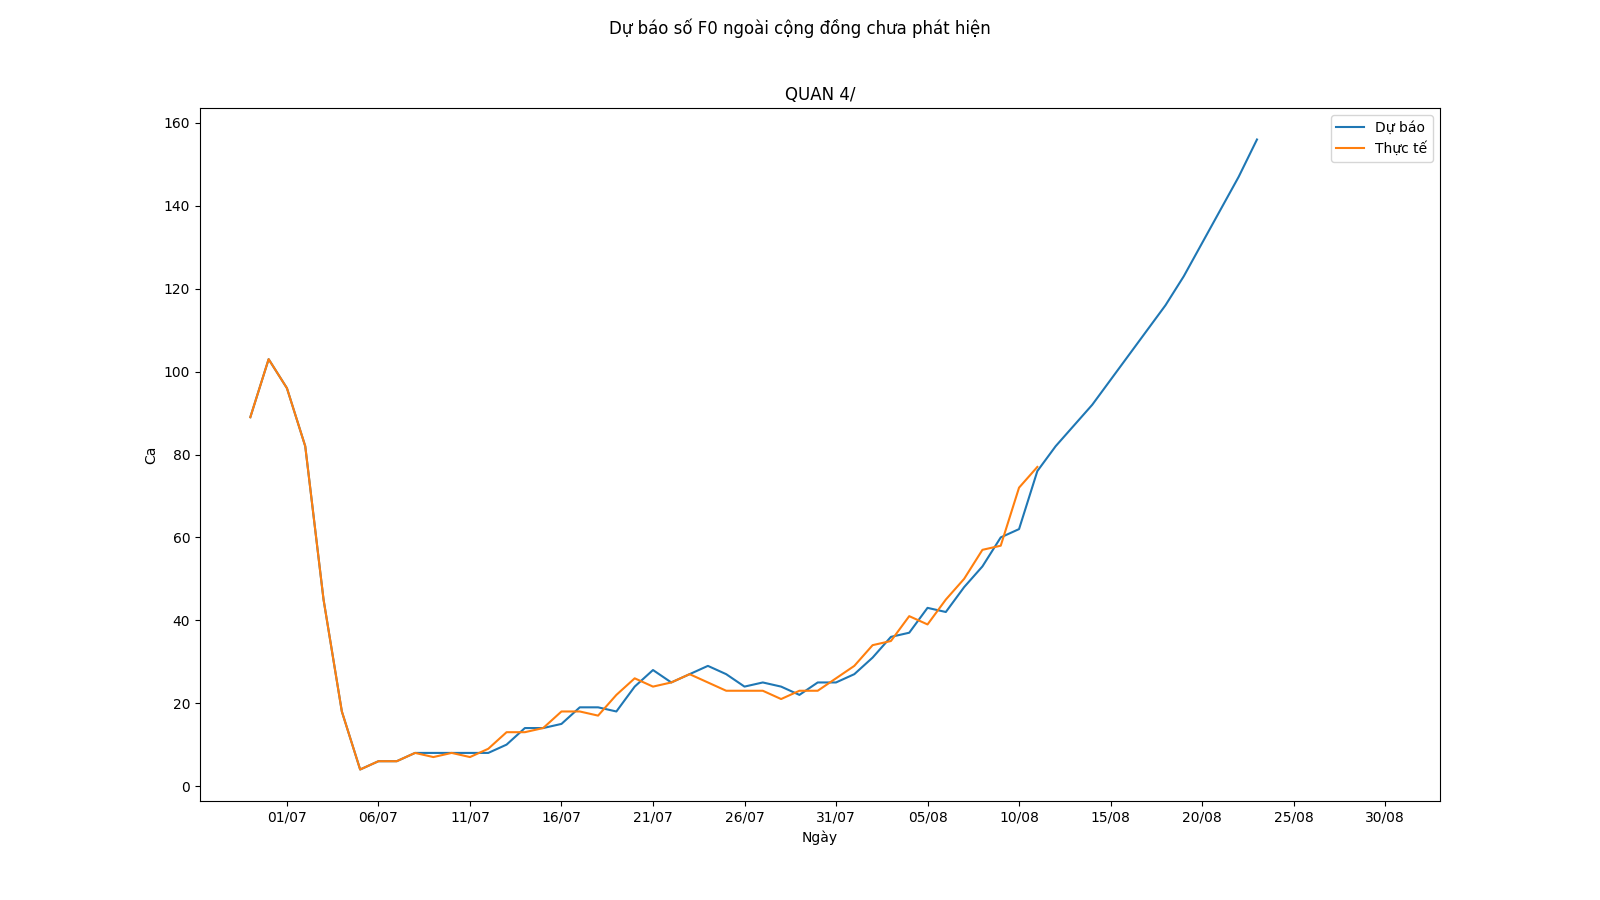 Dự báo số F0 ngoài cộng đồng chưa phát hiện
QUAN 4/
Dự báo
Thực tế
160
140
120
100
80
60
40
20
0
Ca
01/07 06/07 11/07 16/07 21/07 26/07 31/07 05/08 10/08 15/08 20/08 25/08 30/08
Ngày